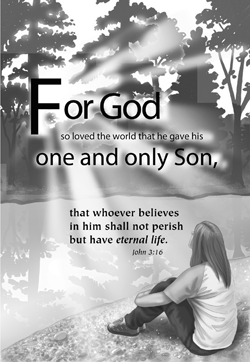 For God
so loved the world that he gave his
one and only Son,
that whoever believes
in him shall not perish
but have eternal life.
John 3:16